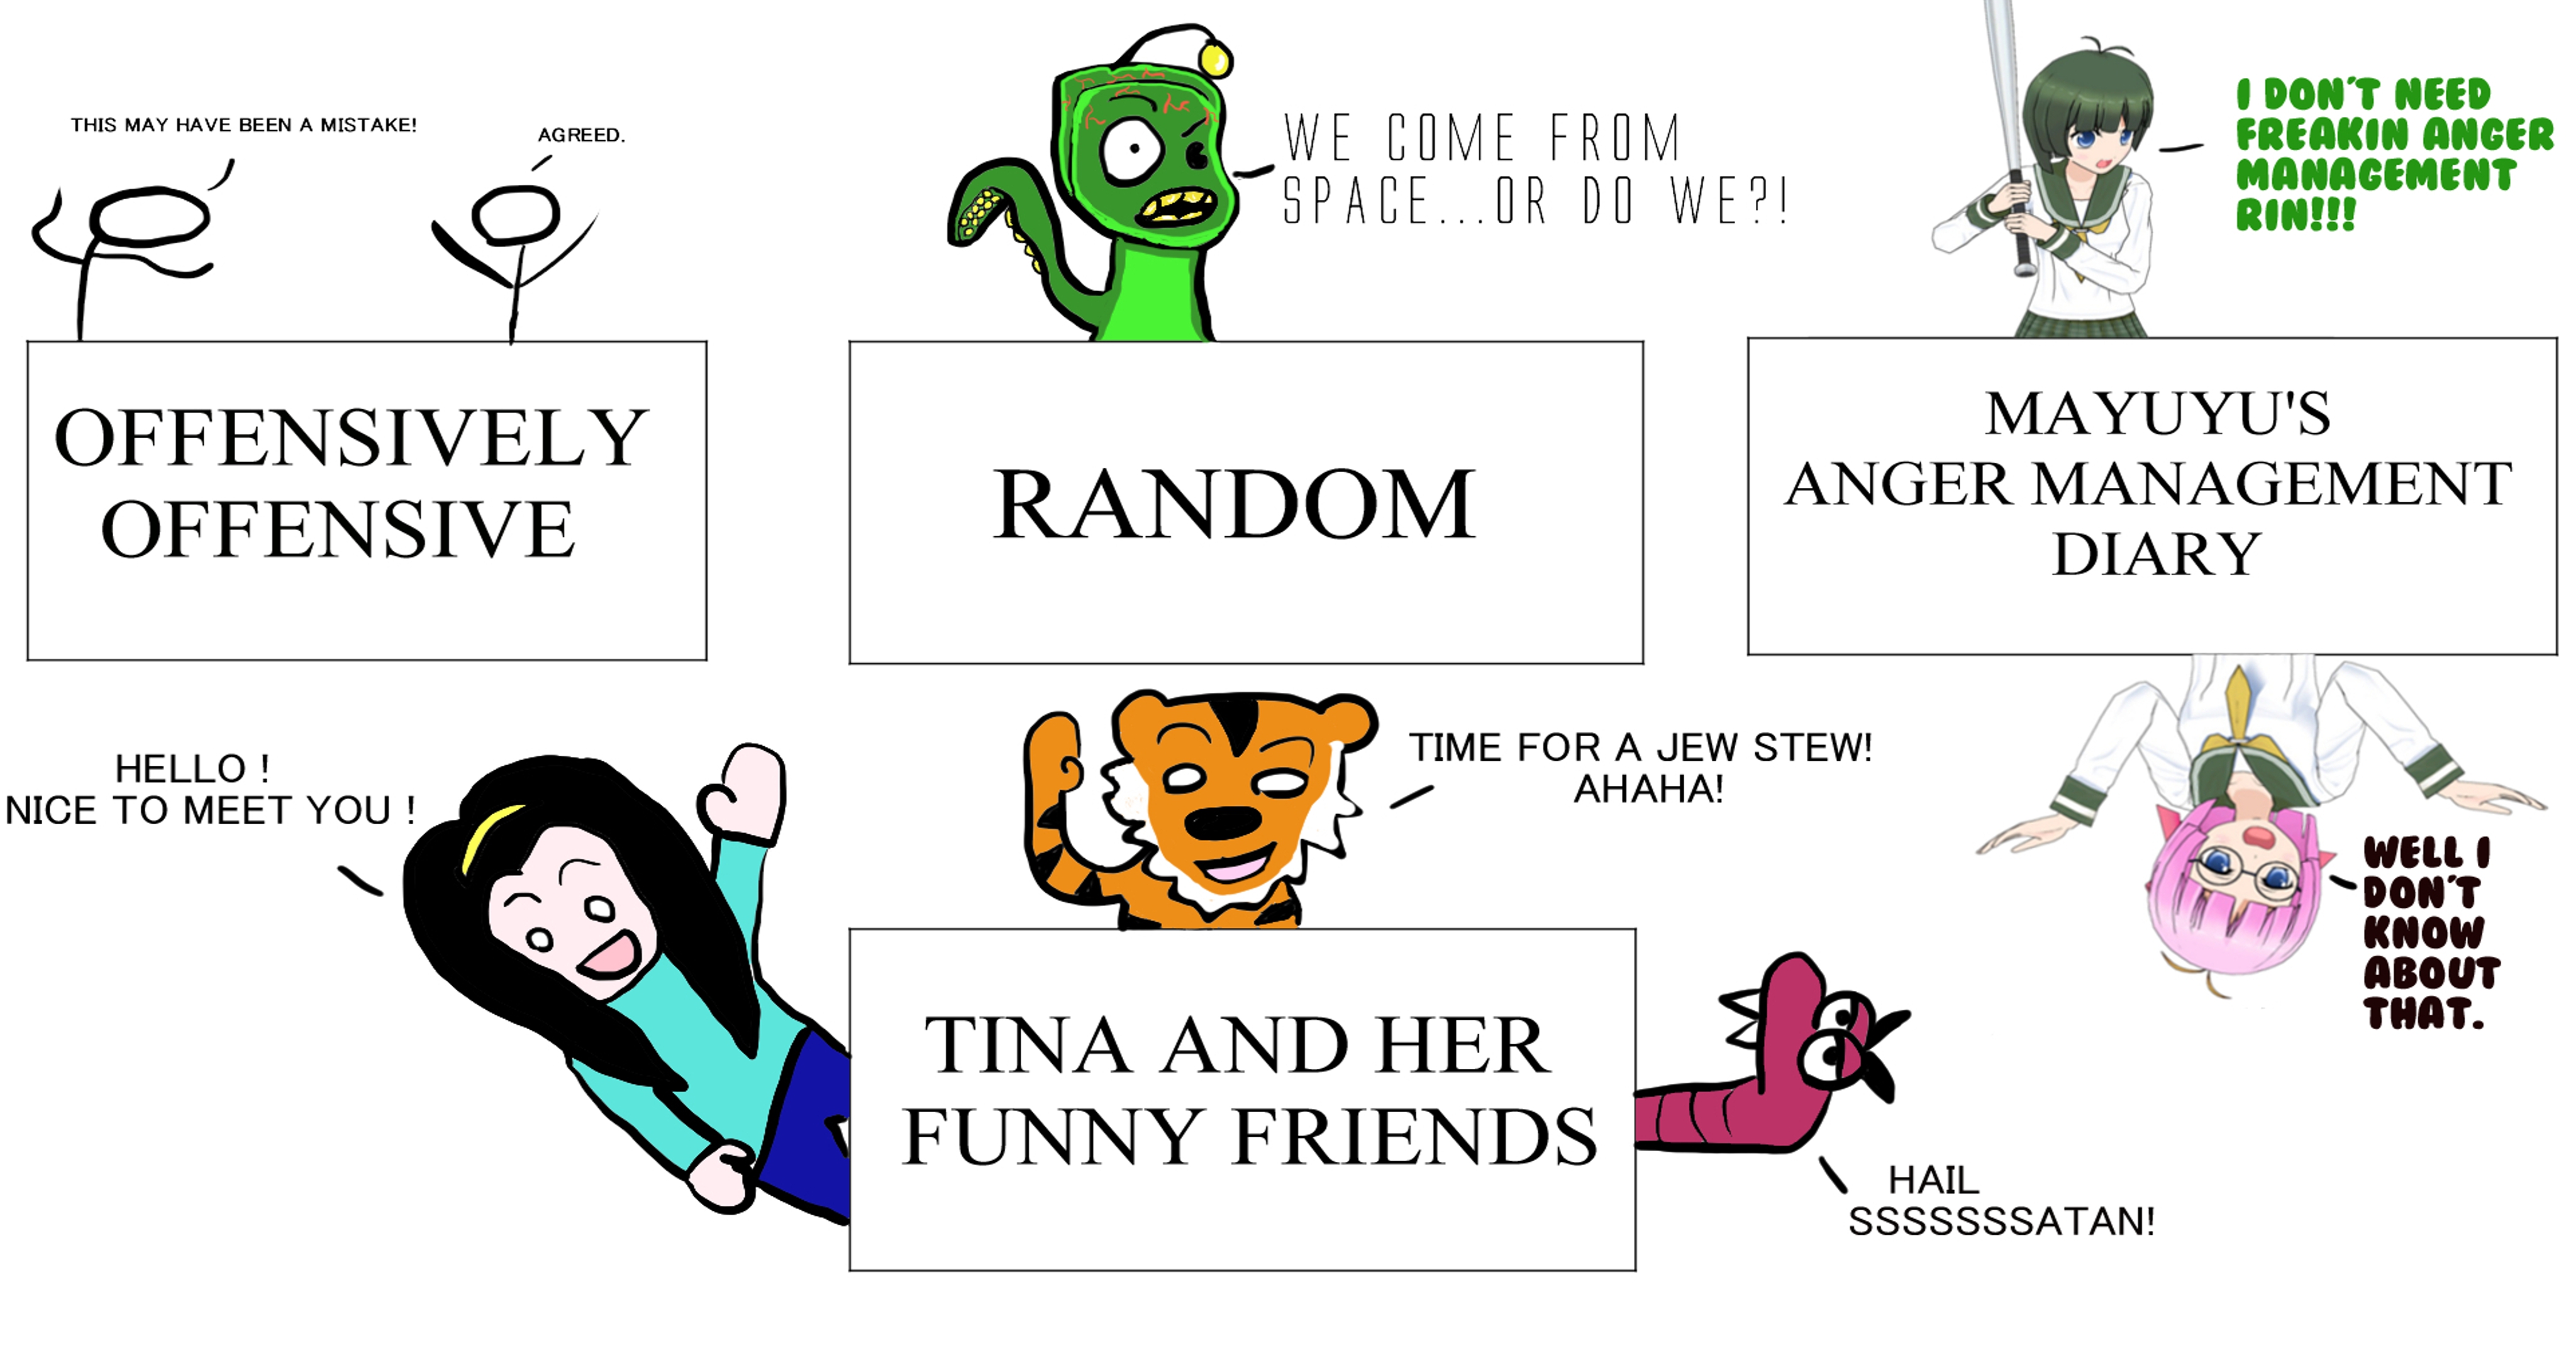 THIS MAY HAVE BEEN A MISTAKE!
AGREED.
WE COME FROM
SPACE...OR DO WE?!
I DON'T NEED
FREAKIN ANGER
MANAGEMENT
RIN!!!
OFFENSIVELY
OFFENSIVE
RANDOM
MAYUYU'S
ANGER MANAGEMENT
DIARY
HELLO !
NICE TO MEET YOU !
TIME FOR A JEW STEW!
AHAHA!
WELL I
DON'T
KNOW
ABOUT
THAT.
TINA AND HER
FUNNY FRIENDS
HAIL
SSSSSSSATAN!